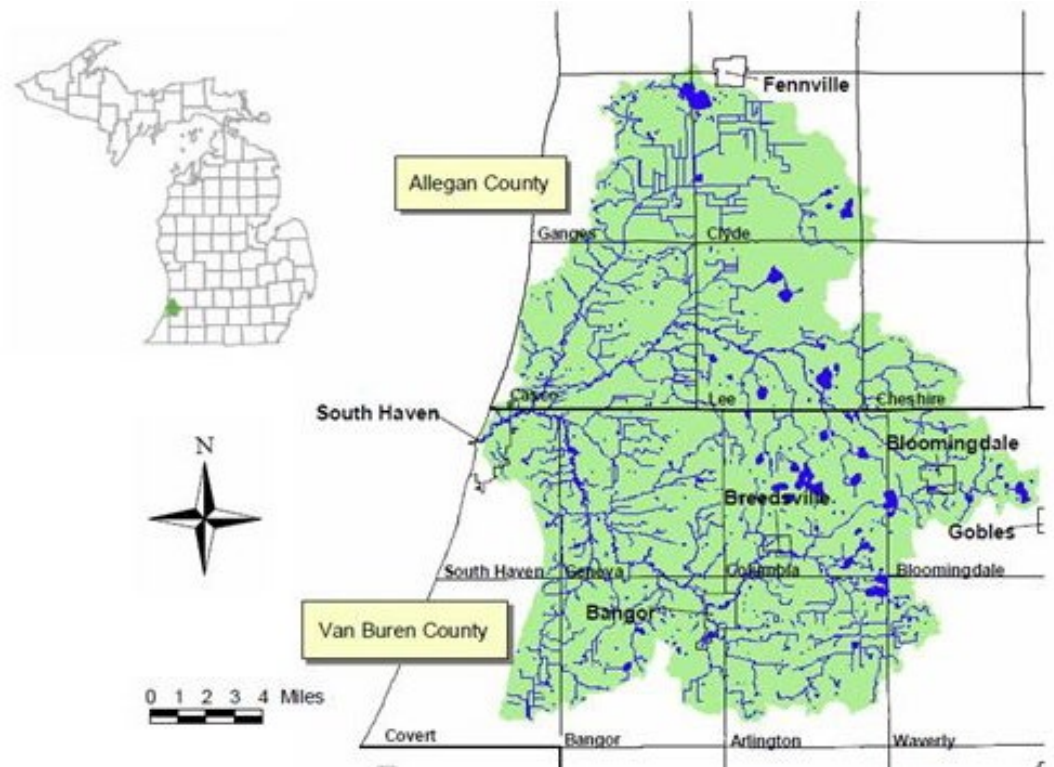 Fennville
Allegan County
Ganges
Clyde
Casco
Lee
Cheshire
South Haven
Bloomingdale
Breedsville
Gobles
South Haven
Geneva
Columbia
Bloomingdale
Bangor
Van Buren County
N
0 1 2 3 4 Miles
Covert
Bangor
Arlington
Waverly